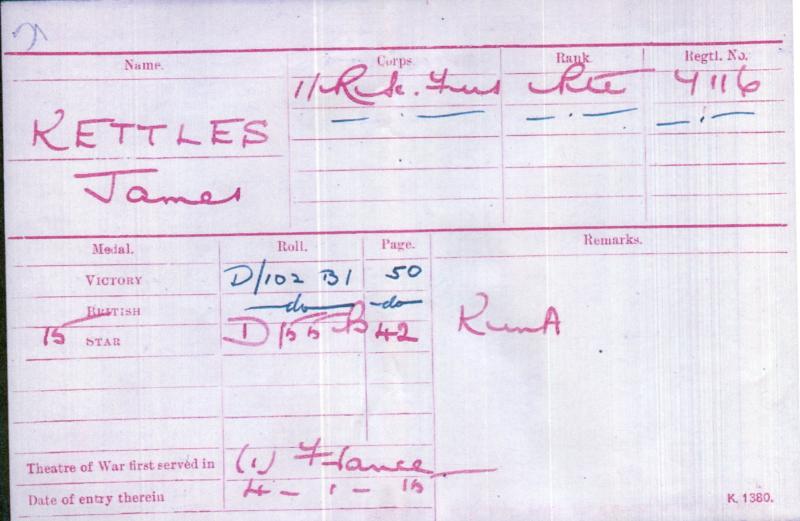 Name. Corps. Rank. Regtl. No.
1/R. Sc. Fus Pte
KETTLES — . — — . — — . —
James
Medal. Roll. Page. Remarks.
VICTORY D/102 B1 50
BRITISH —do— —do—
15 STAR D/ 42 K in A
Theatre of War first served in (1) France
Date of entry therein 4 - 1 - 15
K. 1380.